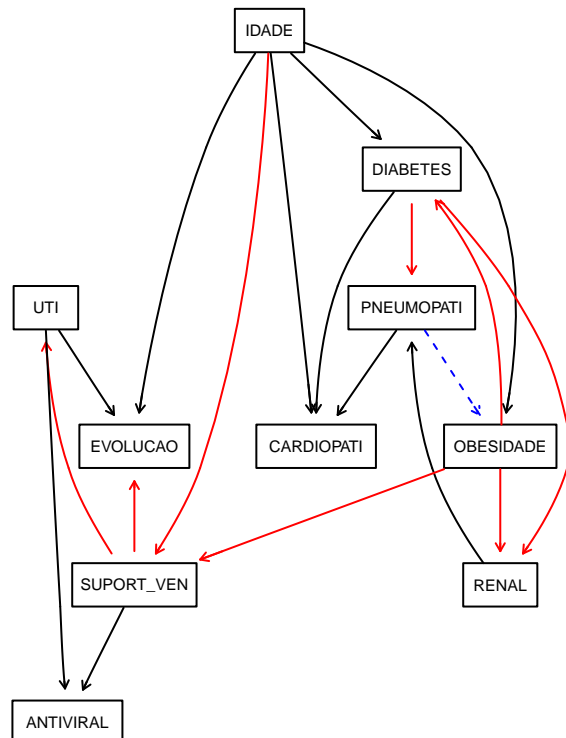 IDADE
DIABETES
UTI
PNEUMOPATI
EVOLUCAO
CARDIOPATI
OBESIDADE
SUPORT_VEN
RENAL
ANTIVIRAL